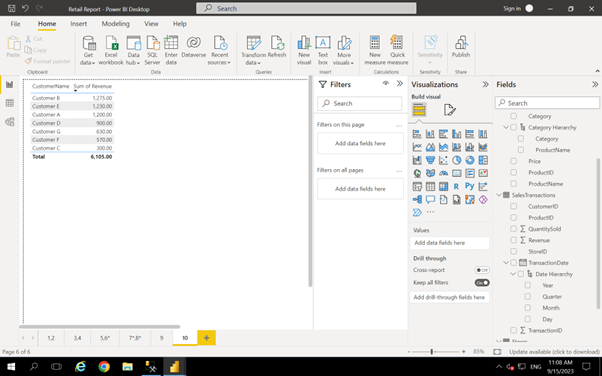 Retail Report - Power BI Desktop
Search
Sign in
File Home Insert Modeling View Help
Paste
Cut
Copy
Format painter
Clipboard
Get data
Excel workbook
Data hub
SQL Server
Enter data
Dataverse
Recent sources
Data
Transform data
Refresh
Queries
New visual
Text box
More visuals
Insert
New measure
Quick measure
Calculations
Sensitivity
Sensitivity
Publish
Share
CustomerName Sum of Revenue
Customer B 1,275.00
Customer E 1,230.00
Customer A 1,200.00
Customer D 900.00
Customer G 630.00
Customer F 570.00
Customer C 300.00
Total 6,105.00
Filters
Search
Filters on this page ...
Add data fields here
Filters on all pages ...
Add data fields here
Visualizations
Build visual
R Py
Values
Add data fields here
Drill through
Cross-report Off
Keep all filters On
Add drill-through fields here
Fields
Search
Category
Category Hierarchy
Category
ProductName
Price
ProductID
ProductName
SalesTransactions
CustomerID
ProductID
QuantitySold
Revenue
StoreID
TransactionDate
Date Hierarchy
Year
Quarter
Month
Day
TransactionID
1,2 3,4 5,6* 7*,8* 9 10 +
Page 6 of 6
85%
Update available (click to download)
ENG
11:08 AM
9/15/2023